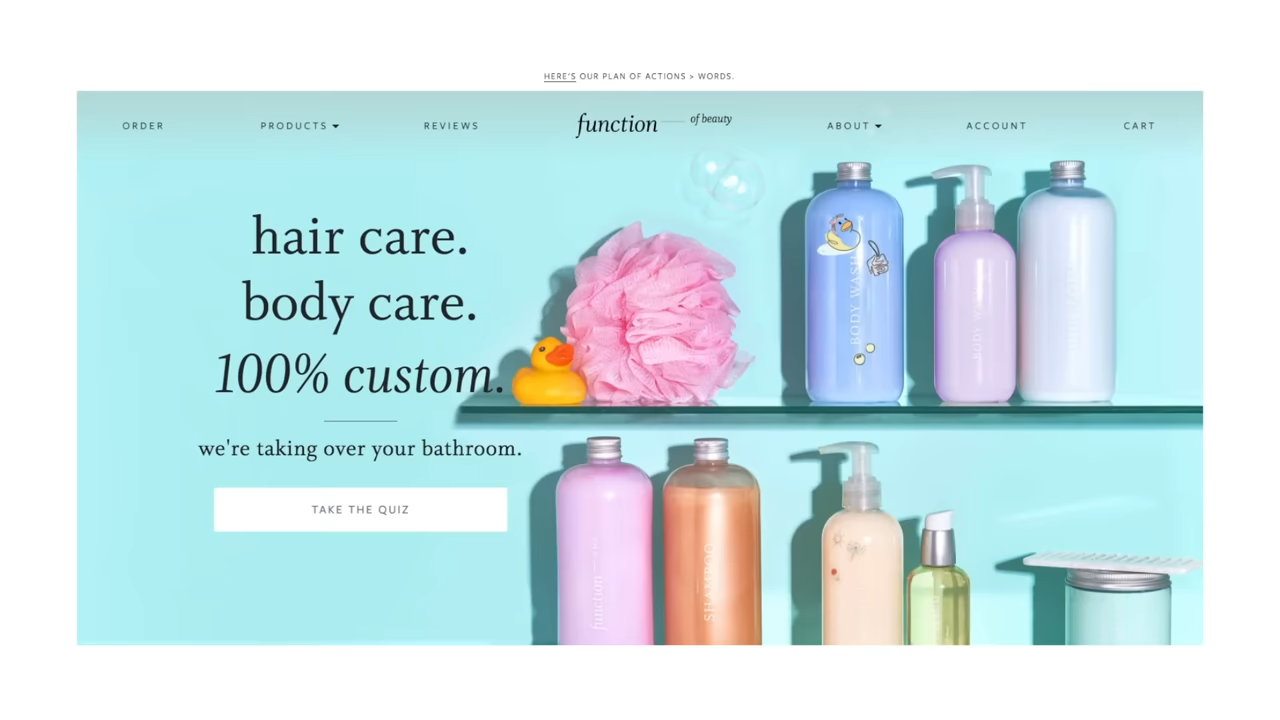 HERE'S OUR PLAN OF ACTIONS > WORDS.
ORDER
PRODUCTS
REVIEWS
function of beauty
ABOUT
ACCOUNT
CART
hair care.
body care.
100% custom.
we're taking over your bathroom.
TAKE THE QUIZ
BODY WASH
BODY
function
SHAMPOO